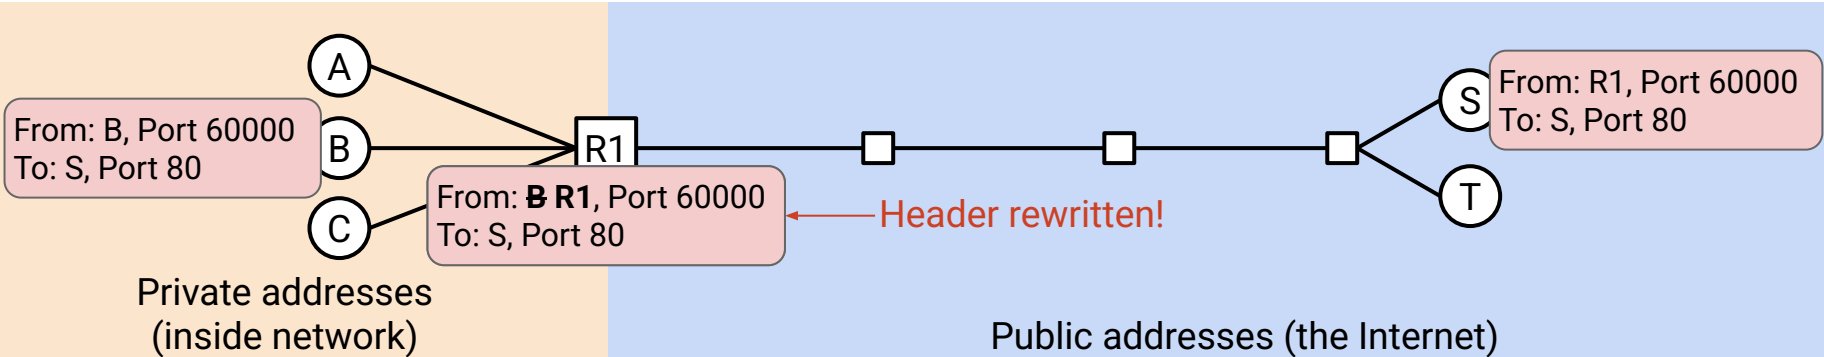 A
From: B, Port 60000
To: S, Port 80
B
C
R1
From: B R1, Port 60000
To: S, Port 80
Header rewritten!
S
From: R1, Port 60000
To: S, Port 80
T
Private addresses
(inside network)
Public addresses (the Internet)